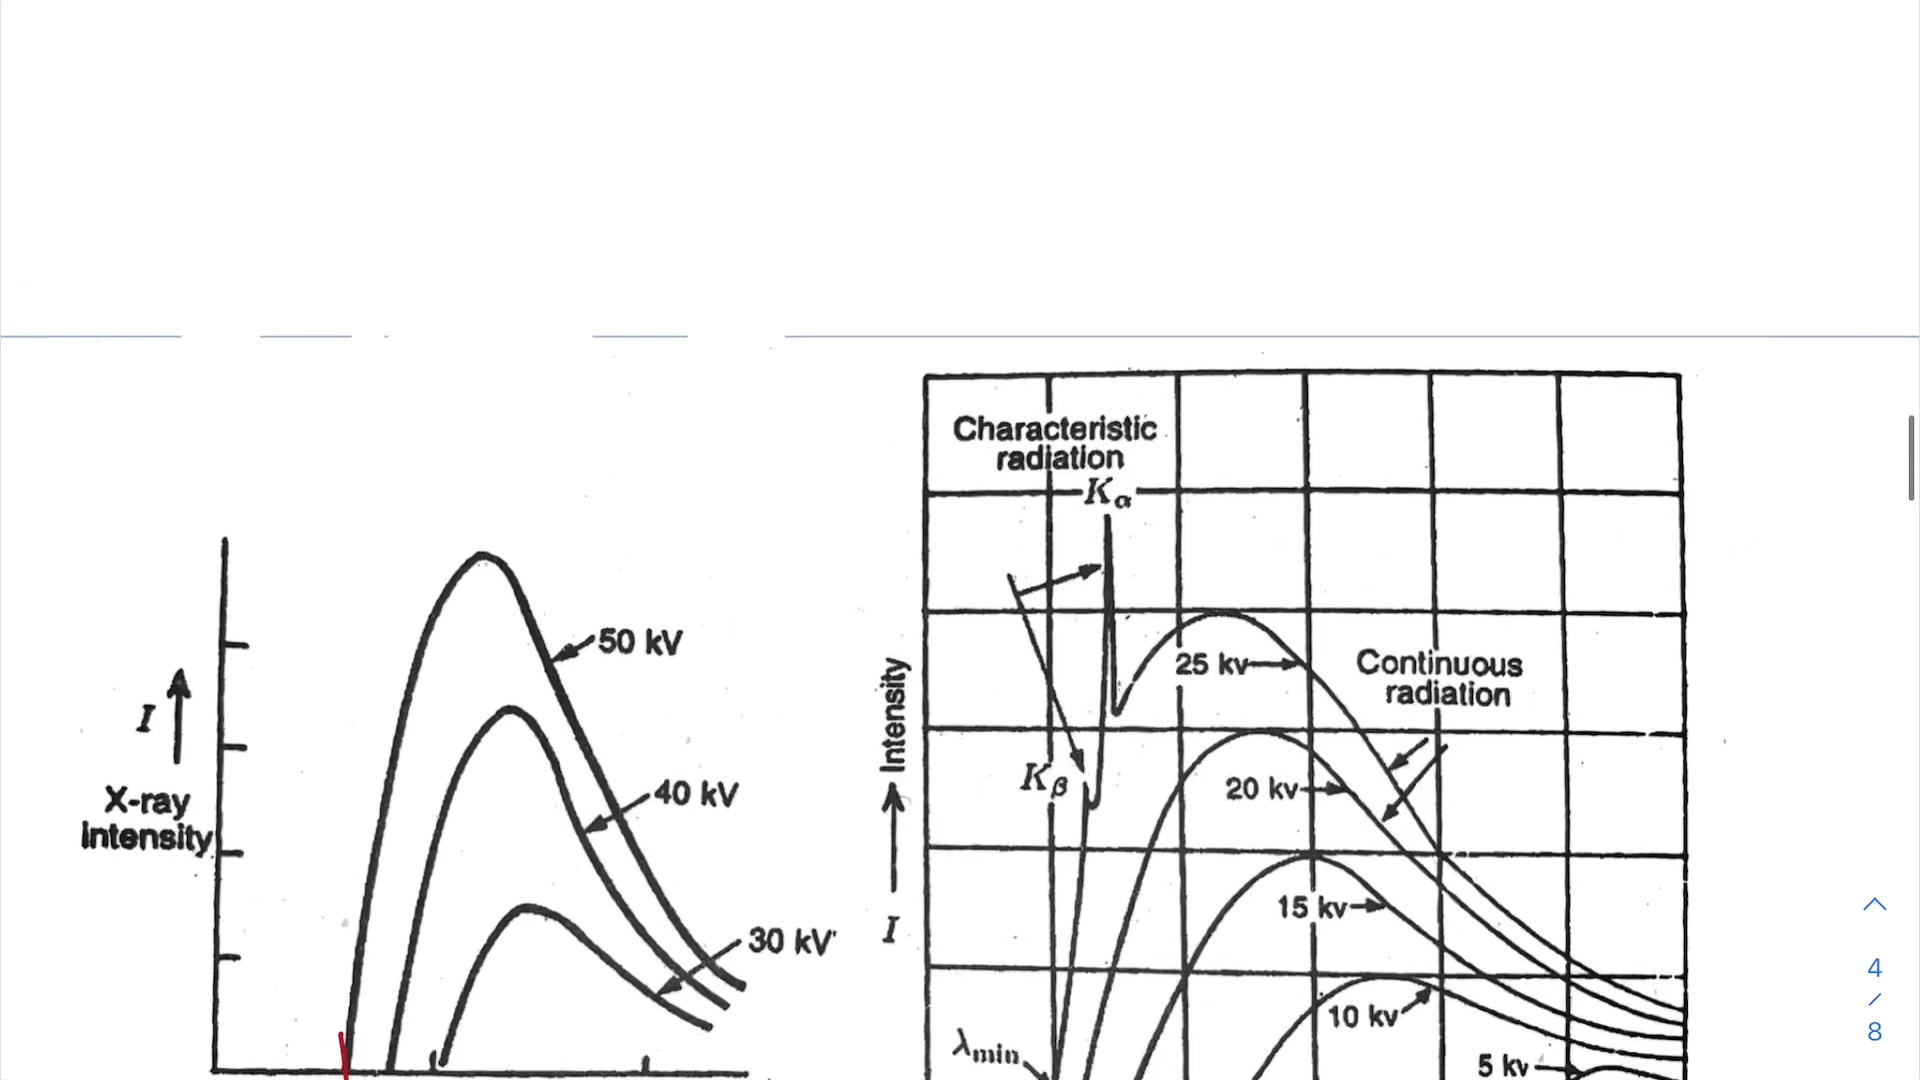 50 kV
I
40 kV
X-ray
intensity
30 kV
Characteristic
radiation
Kα
25 kv
Continuous
radiation
Intensity
Kβ
20 kv
15 kv
I
10 kv
λmin
5 kv
4
/
8